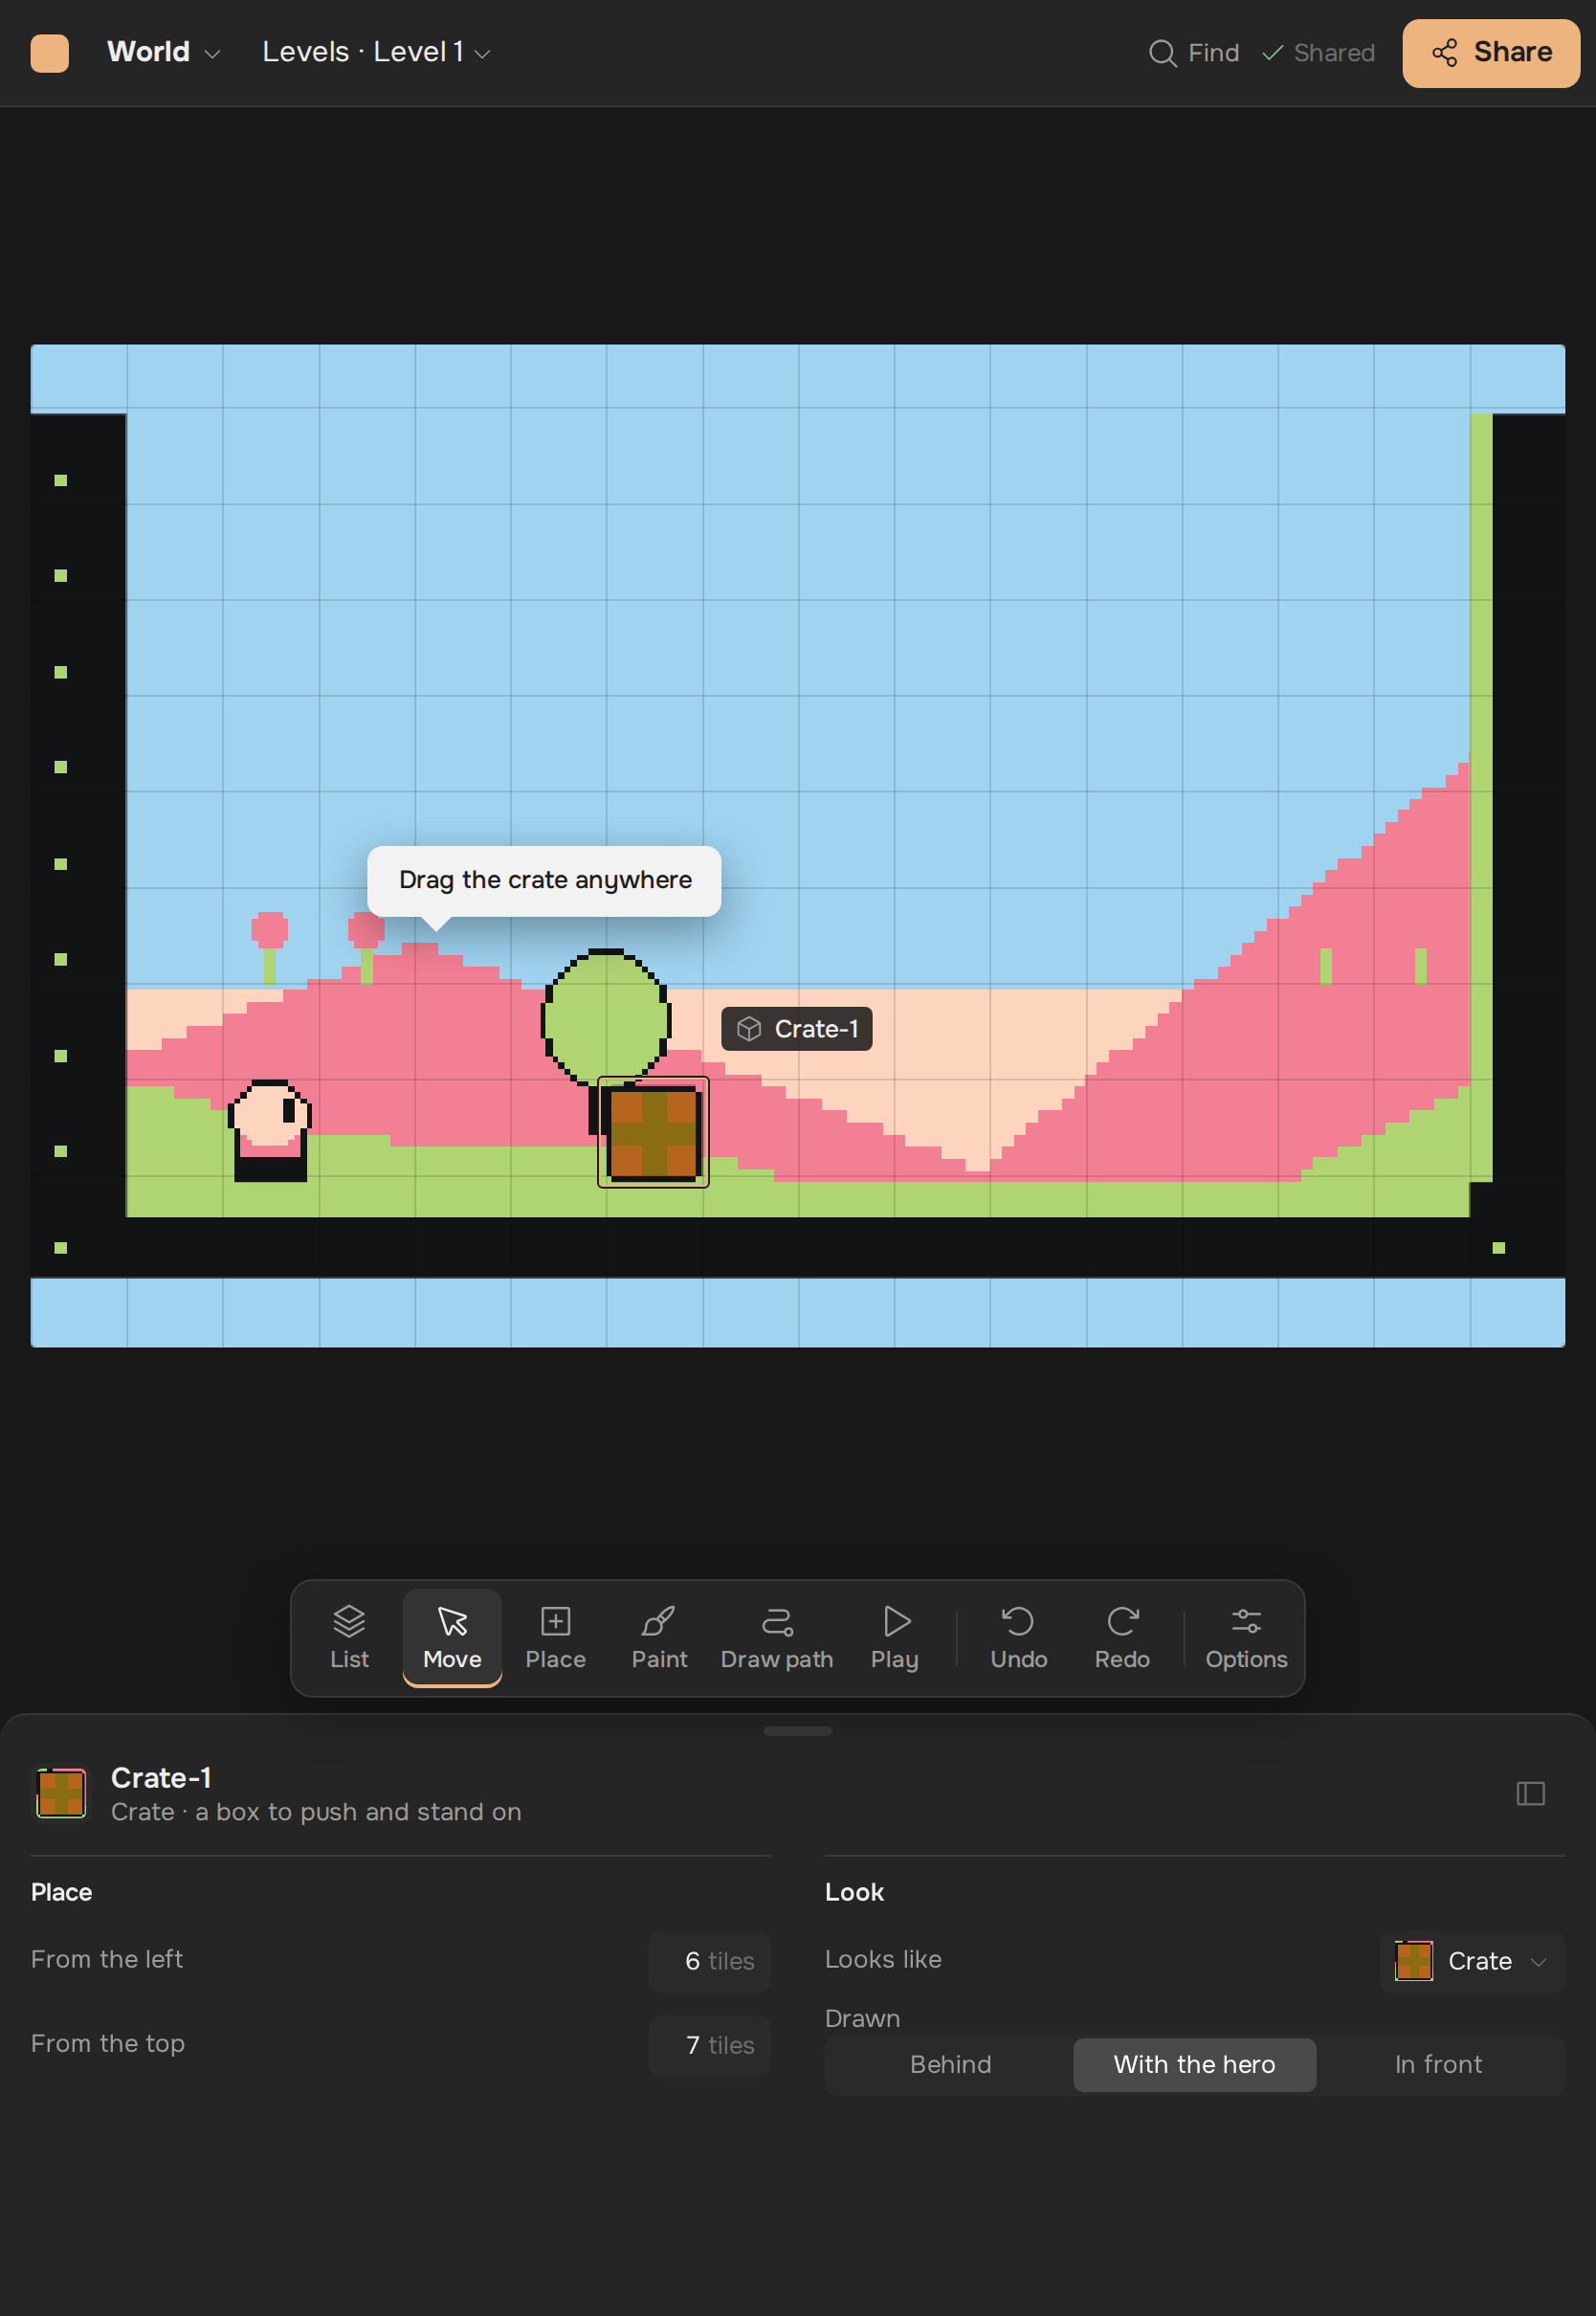 World
Levels · Level 1
Find
Shared
Share
Drag the crate anywhere
Crate-1
List
Move
Place
Paint
Draw path
Play
Undo
Redo
Options
Crate-1
Crate · a box to push and stand on
Place
From the left
6 tiles
From the top
7 tiles
Look
Looks like
Crate
Drawn
Behind
With the hero
In front